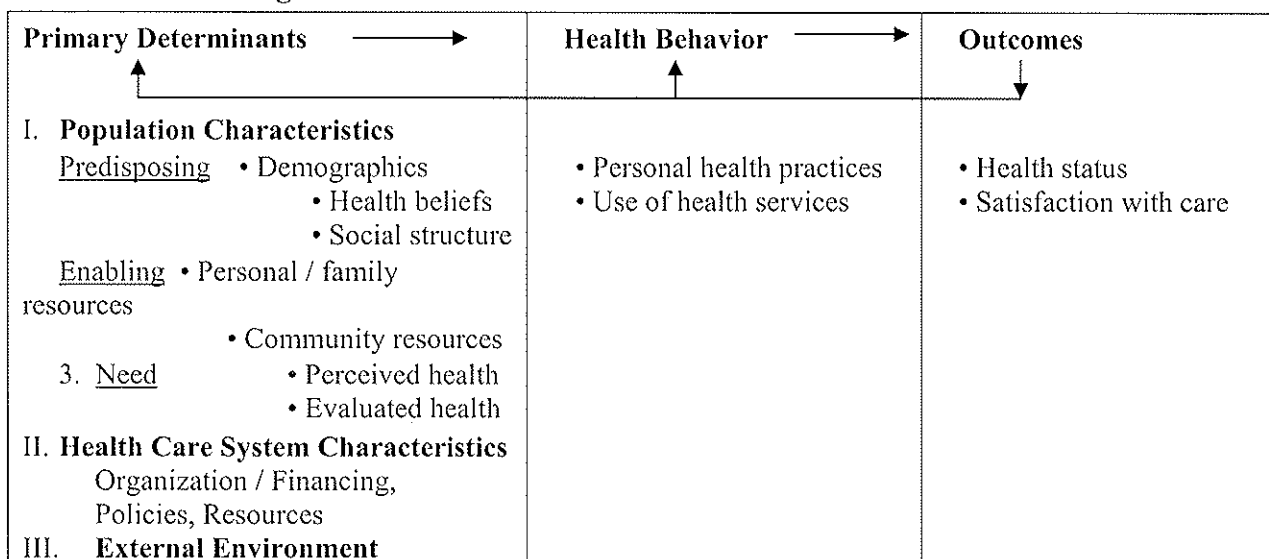 Primary Determinants
Health Behavior
Outcomes
I. Population Characteristics
Predisposing • Demographics
• Health beliefs
• Social structure
Enabling • Personal / family
resources
• Community resources
3. Need • Perceived health
• Evaluated health
II. Health Care System Characteristics
Organization / Financing,
Policies, Resources
III. External Environment
• Personal health practices
• Use of health services
• Health status
• Satisfaction with care